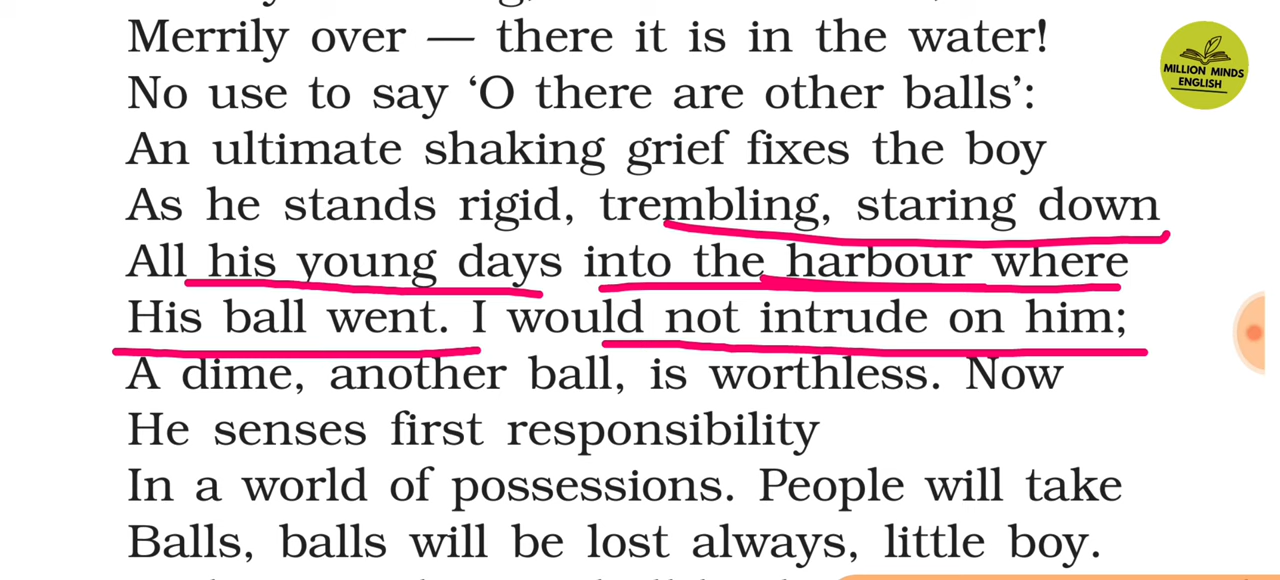 Merrily over — there it is in the water!
No use to say ‘O there are other balls’:
An ultimate shaking grief fixes the boy
As he stands rigid, trembling, staring down
All his young days into the harbour where
His ball went. I would not intrude on him;
A dime, another ball, is worthless. Now
He senses first responsibility
In a world of possessions. People will take
Balls, balls will be lost always, little boy.
MILLION MINDS
ENGLISH